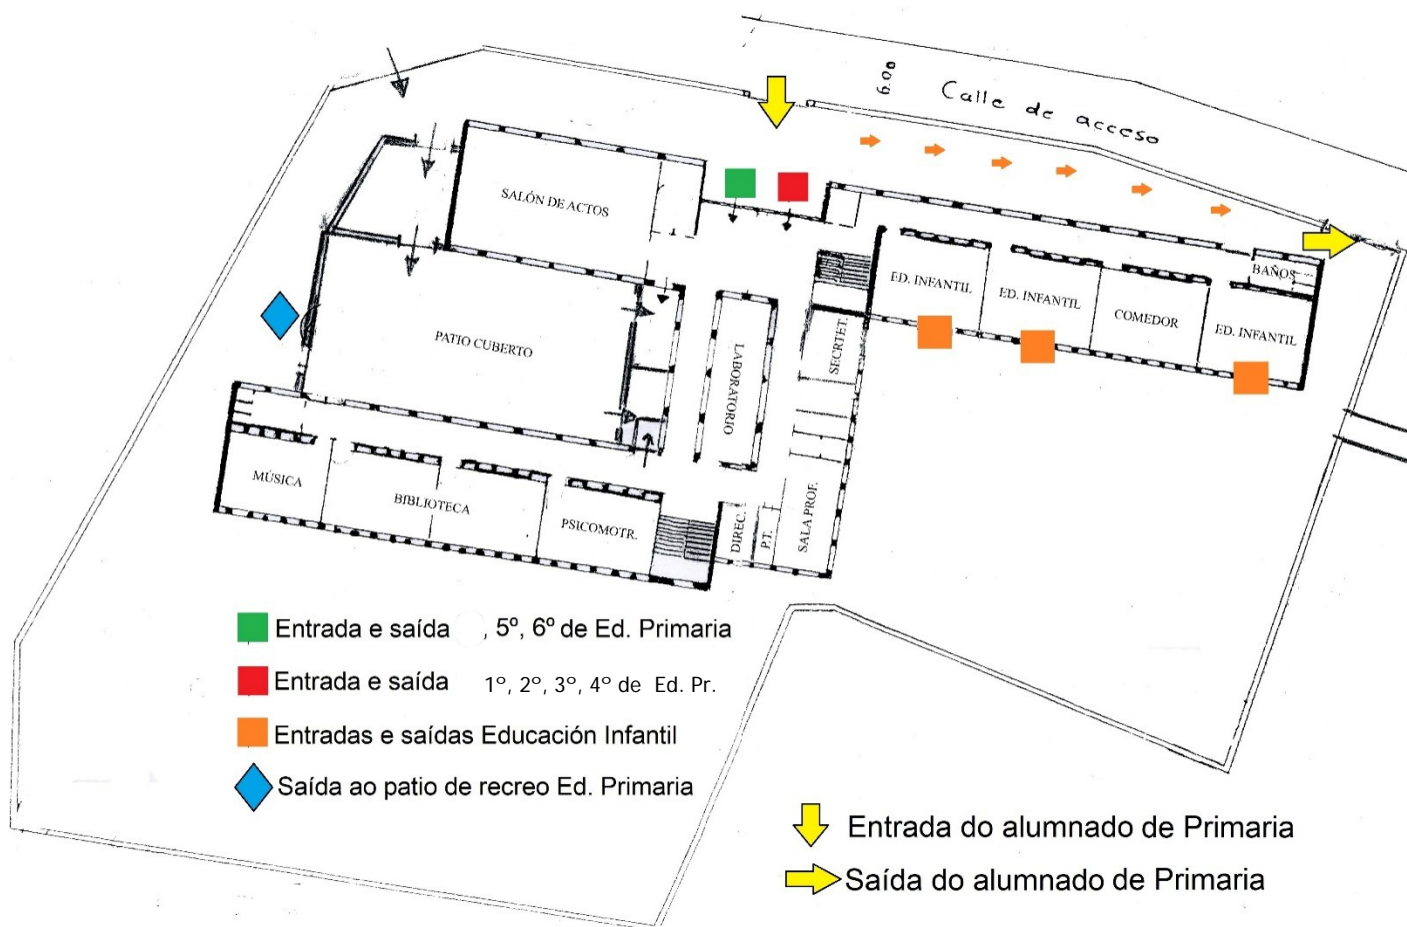 6.00
Calle de acceso
SALÓN DE ACTOS
BAÑOS
ED. INFANTIL
ED. INFANTIL
COMEDOR
ED. INFANTIL
PATIO CUBERTO
LABORATORIO
SECRTET.
MÚSICA
BIBLIOTECA
PSICOMOTR.
DIREC.
P.T.
SALA PROF.
Entrada e saída , 5º, 6º de Ed. Primaria
Entrada e saída 1º, 2º, 3º, 4º de Ed. Pr.
Entradas e saídas Educación Infantil
Saída ao patio de recreo Ed. Primaria
Entrada do alumnado de Primaria
Saída do alumnado de Primaria